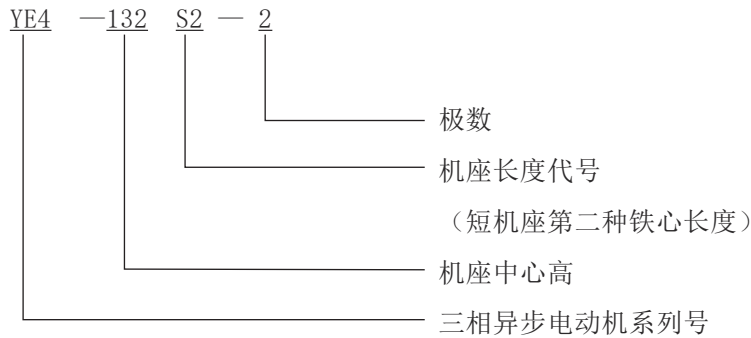 YE4 —132 S2 — 2
极数
机座长度代号
（短机座第二种铁心长度）
机座中心高
三相异步电动机系列号